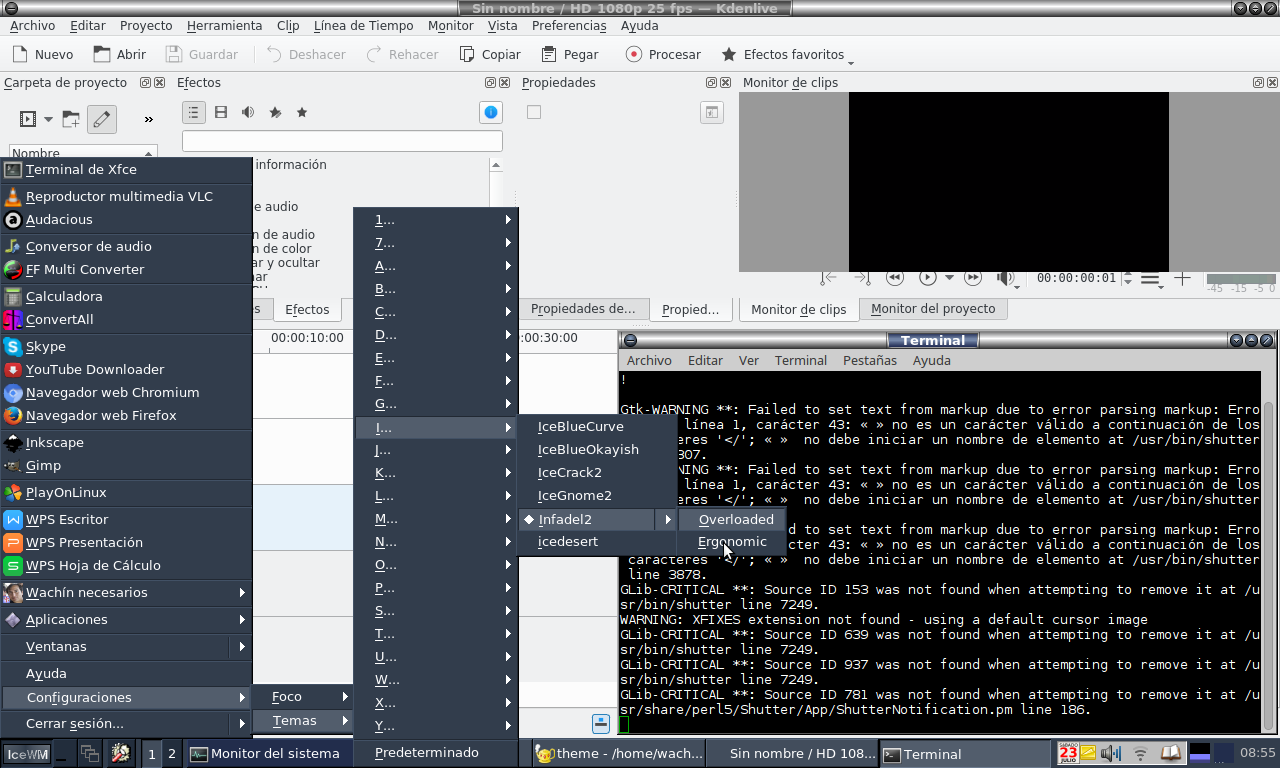 Sin nombre / HD 1080p 25 fps — Kdenlive
Archivo Editar Proyecto Herramienta Clip Línea de Tiempo Monitor Vista Preferencias Ayuda
Nuevo Abrir Guardar Deshacer Rehacer Copiar Pegar Procesar Efectos favoritos
Carpeta de proyecto Efectos Propiedades Monitor de clips
»
Nombre
información
e audio
n de audio
n de color
ar y ocultar
nar
00:00:00:01
-45 -15 -5 0
es Efectos Propiedades de... Propied... Monitor de clips Monitor del proyecto
00:00:10:00
:00:30:00
Terminal de Xfce
Reproductor multimedia VLC
Audacious
Conversor de audio
FF Multi Converter
Calculadora
ConvertAll
Skype
YouTube Downloader
Navegador web Chromium
Navegador web Firefox
Inkscape
Gimp
PlayOnLinux
WPS Escritor
WPS Presentación
WPS Hoja de Cálculo
Wachín necesarios
Aplicaciones
Ventanas
Ayuda
Configuraciones
Cerrar sesión...
Foco
Temas
1...
7...
A...
B...
C...
D...
E...
F...
G...
I...
J...
K...
L...
M...
N...
O...
P...
S...
T...
U...
W...
X...
Y...
Predeterminado
IceBlueCurve
IceBlueOkayish
IceCrack2
IceGnome2
Infadel2
icedesert
Overloaded
Ergonomic
Terminal
Archivo Editar Ver Terminal Pestañas Ayuda
!
Gtk-WARNING **: Failed to set text from markup due to error parsing markup: Erro
línea 1, carácter 43: « » no es un carácter válido a continuación de los
eres '</'; « »  no debe iniciar un nombre de elemento at /usr/bin/shutter
807.
NING **: Failed to set text from markup due to error parsing markup: Erro
línea 1, carácter 43: « » no es un carácter válido a continuación de los
eres '</'; « »  no debe iniciar un nombre de elemento at /usr/bin/shutter
d to set text from markup due to error parsing markup: Erro
cter 43: « » no es un carácter válido a continuación de los
caracteres '</'; « »  no debe iniciar un nombre de elemento at /usr/bin/shutter
line 3878.
GLib-CRITICAL **: Source ID 153 was not found when attempting to remove it at /u
sr/bin/shutter line 7249.
WARNING: XFIXES extension not found - using a default cursor image
GLib-CRITICAL **: Source ID 639 was not found when attempting to remove it at /u
sr/bin/shutter line 7249.
GLib-CRITICAL **: Source ID 937 was not found when attempting to remove it at /u
sr/bin/shutter line 7249.
GLib-CRITICAL **: Source ID 781 was not found when attempting to remove it at /u
sr/share/perl5/Shutter/App/ShutterNotification.pm line 186.
IceWM 1 2 Monitor del sistema theme - /home/wach... Sin nombre / HD 108... Terminal SÁBADO 23 JULIO 08:55